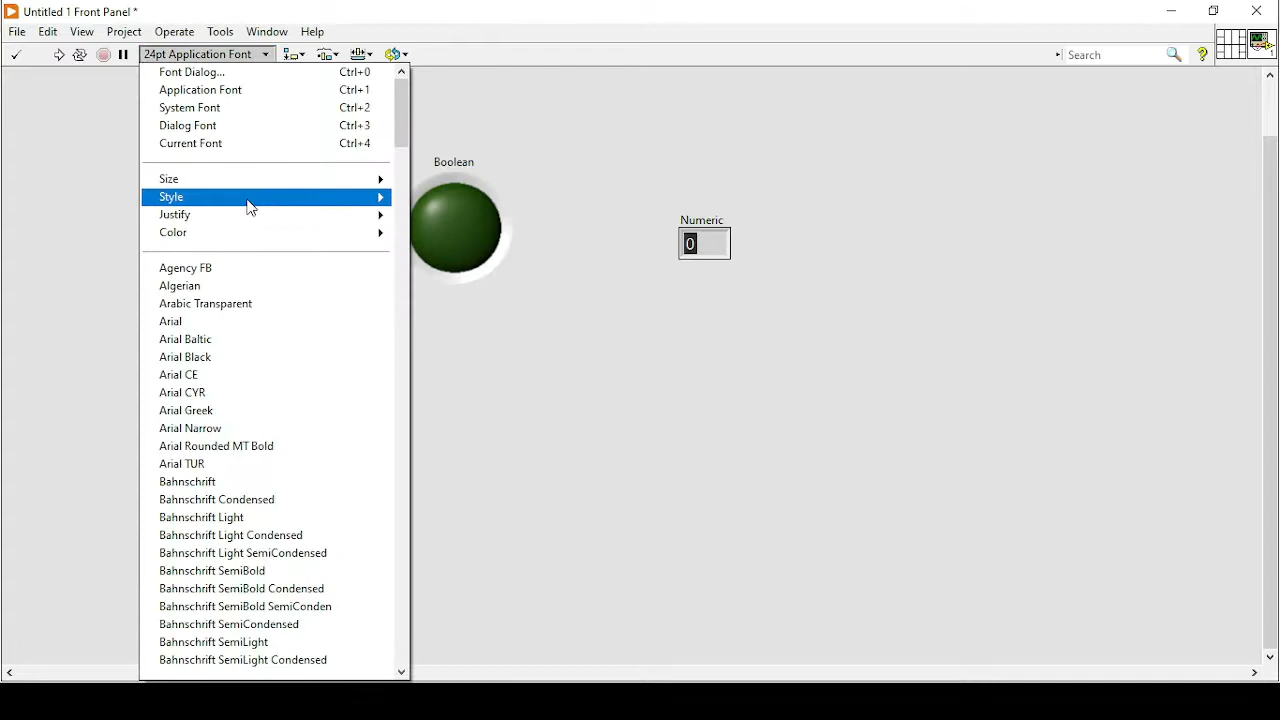 Untitled 1 Front Panel *
File Edit View Project Operate Tools Window Help
24pt Application Font
Search
?
1
Font Dialog... Ctrl+0
Application Font Ctrl+1
System Font Ctrl+2
Dialog Font Ctrl+3
Current Font Ctrl+4
Size
Style
Justify
Color
Agency FB
Algerian
Arabic Transparent
Arial
Arial Baltic
Arial Black
Arial CE
Arial CYR
Arial Greek
Arial Narrow
Arial Rounded MT Bold
Arial TUR
Bahnschrift
Bahnschrift Condensed
Bahnschrift Light
Bahnschrift Light Condensed
Bahnschrift Light SemiCondensed
Bahnschrift SemiBold
Bahnschrift SemiBold Condensed
Bahnschrift SemiBold SemiConden
Bahnschrift SemiCondensed
Bahnschrift SemiLight
Bahnschrift SemiLight Condensed
Boolean
Numeric
0